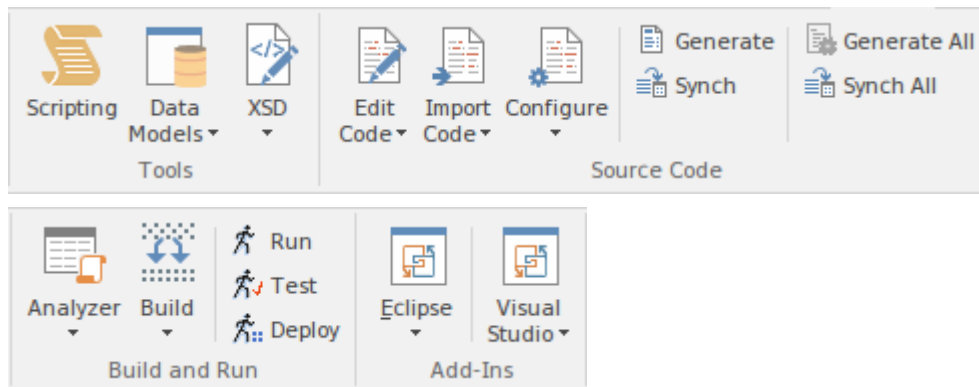 Scripting
Data
Models
XSD
Tools
Edit
Code
Import
Code
Configure
Generate
Synch
Generate All
Synch All
Source Code
Analyzer
Build
Run
Test
Deploy
Build and Run
Eclipse
Visual
Studio
Add-Ins